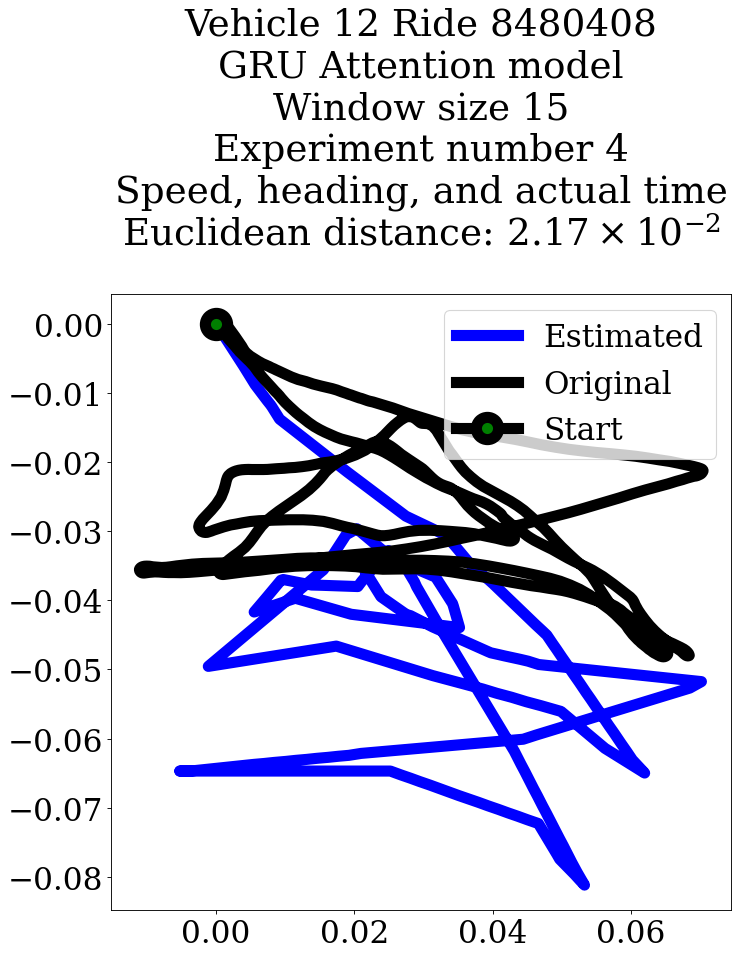 Vehicle 12 Ride 8480408
GRU Attention model
Window size 15
Experiment number 4
Speed, heading, and actual time
Euclidean distance: 2.17 × 10⁻²
Estimated
Original
Start
0.00
−0.01
−0.02
−0.03
−0.04
−0.05
−0.06
−0.07
−0.08
0.00 0.02 0.04 0.06